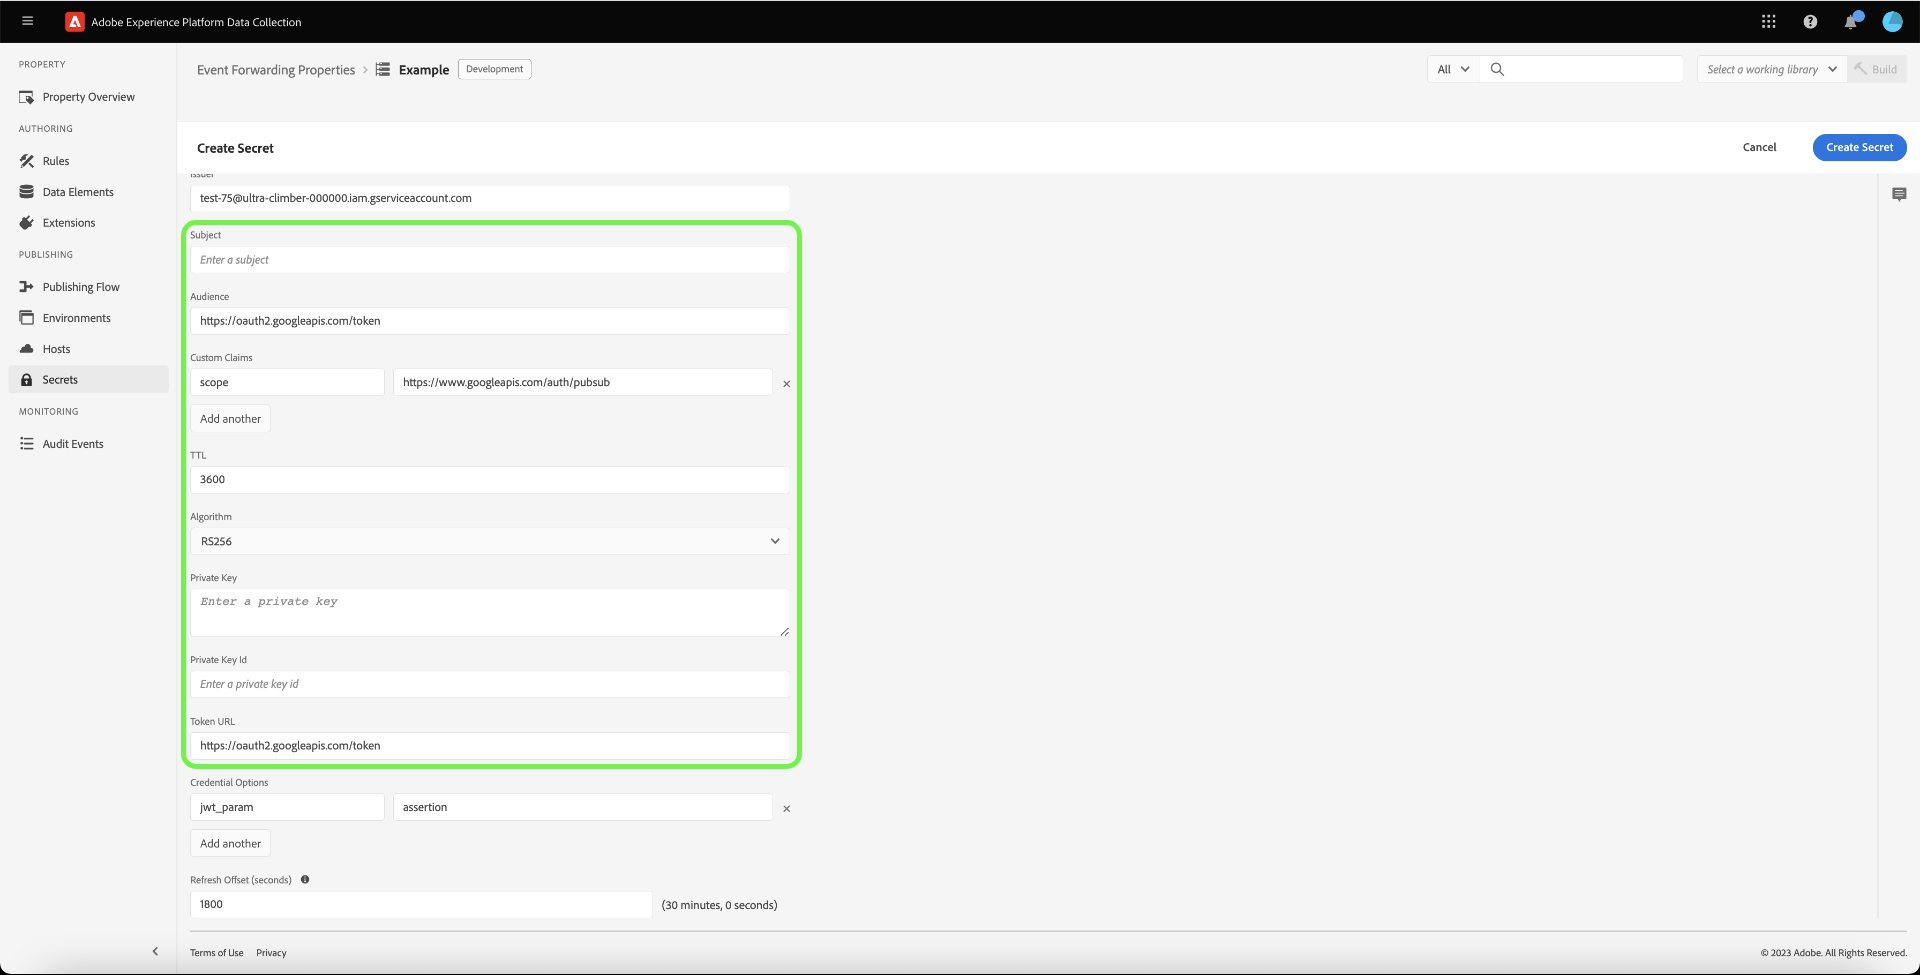 Adobe Experience Platform Data Collection
PROPERTY
Property Overview
AUTHORING
Rules
Data Elements
Extensions
PUBLISHING
Publishing Flow
Environments
Hosts
Secrets
MONITORING
Audit Events
Event Forwarding Properties
Example
Development
All
Select a working library
Build
Create Secret
Cancel
Create Secret
Issuer
test-75@ultra-climber-000000.iam.gserviceaccount.com
Subject
Enter a subject
Audience
https://oauth2.googleapis.com/token
Custom Claims
scope
https://www.googleapis.com/auth/pubsub
Add another
TTL
3600
Algorithm
RS256
Private Key
Enter a private key
Private Key Id
Enter a private key id
Token URL
https://oauth2.googleapis.com/token
Credential Options
jwt_param
assertion
Add another
Refresh Offset (seconds)
1800
(30 minutes, 0 seconds)
Terms of Use
Privacy
© 2023 Adobe. All Rights Reserved.